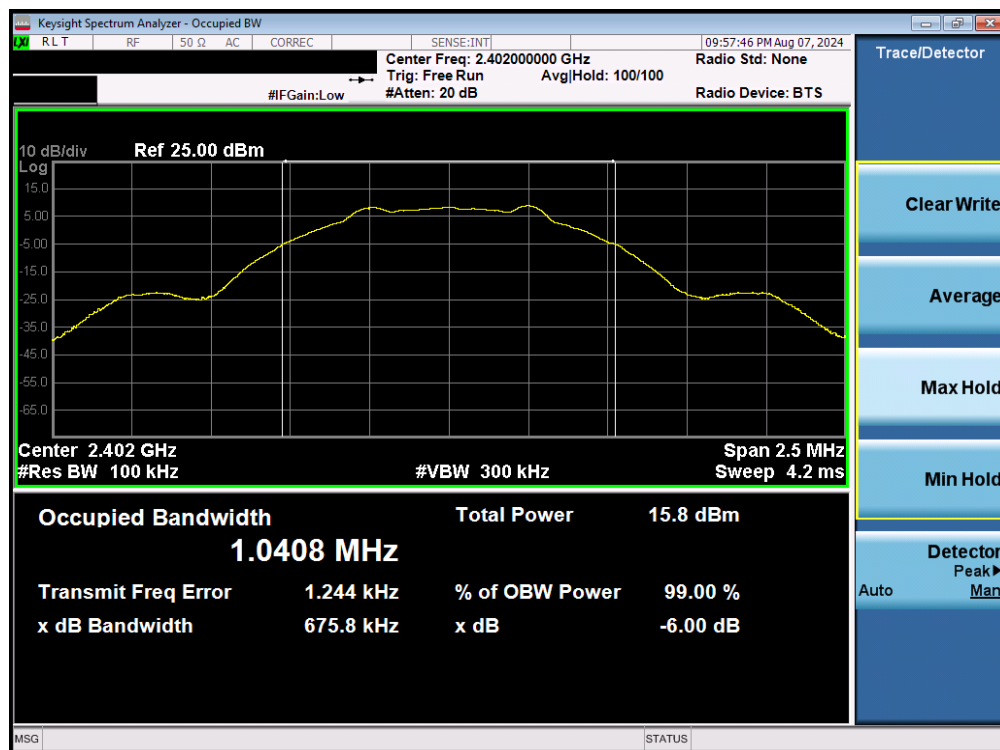 Keysight Spectrum Analyzer - Occupied BW
LXI RLT RF 50 Ω AC CORREC SENSE:INT 09:57:46 PM Aug 07, 2024
Center Freq: 2.402000000 GHz Radio Std: None
Trig: Free Run Avg|Hold: 100/100
#IFGain:Low #Atten: 20 dB Radio Device: BTS
10 dB/div Ref 25.00 dBm
Log
15.0
5.00
-5.00
-15.0
-25.0
-35.0
-45.0
-55.0
-65.0
Center 2.402 GHz Span 2.5 MHz
#Res BW 100 kHz #VBW 300 kHz Sweep 4.2 ms
Occupied Bandwidth Total Power 15.8 dBm
1.0408 MHz
Transmit Freq Error 1.244 kHz % of OBW Power 99.00 %
x dB Bandwidth 675.8 kHz x dB -6.00 dB
MSG STATUS
Trace/Detector
Clear Write
Average
Max Hold
Min Hold
Detector
Peak▶
Auto Man